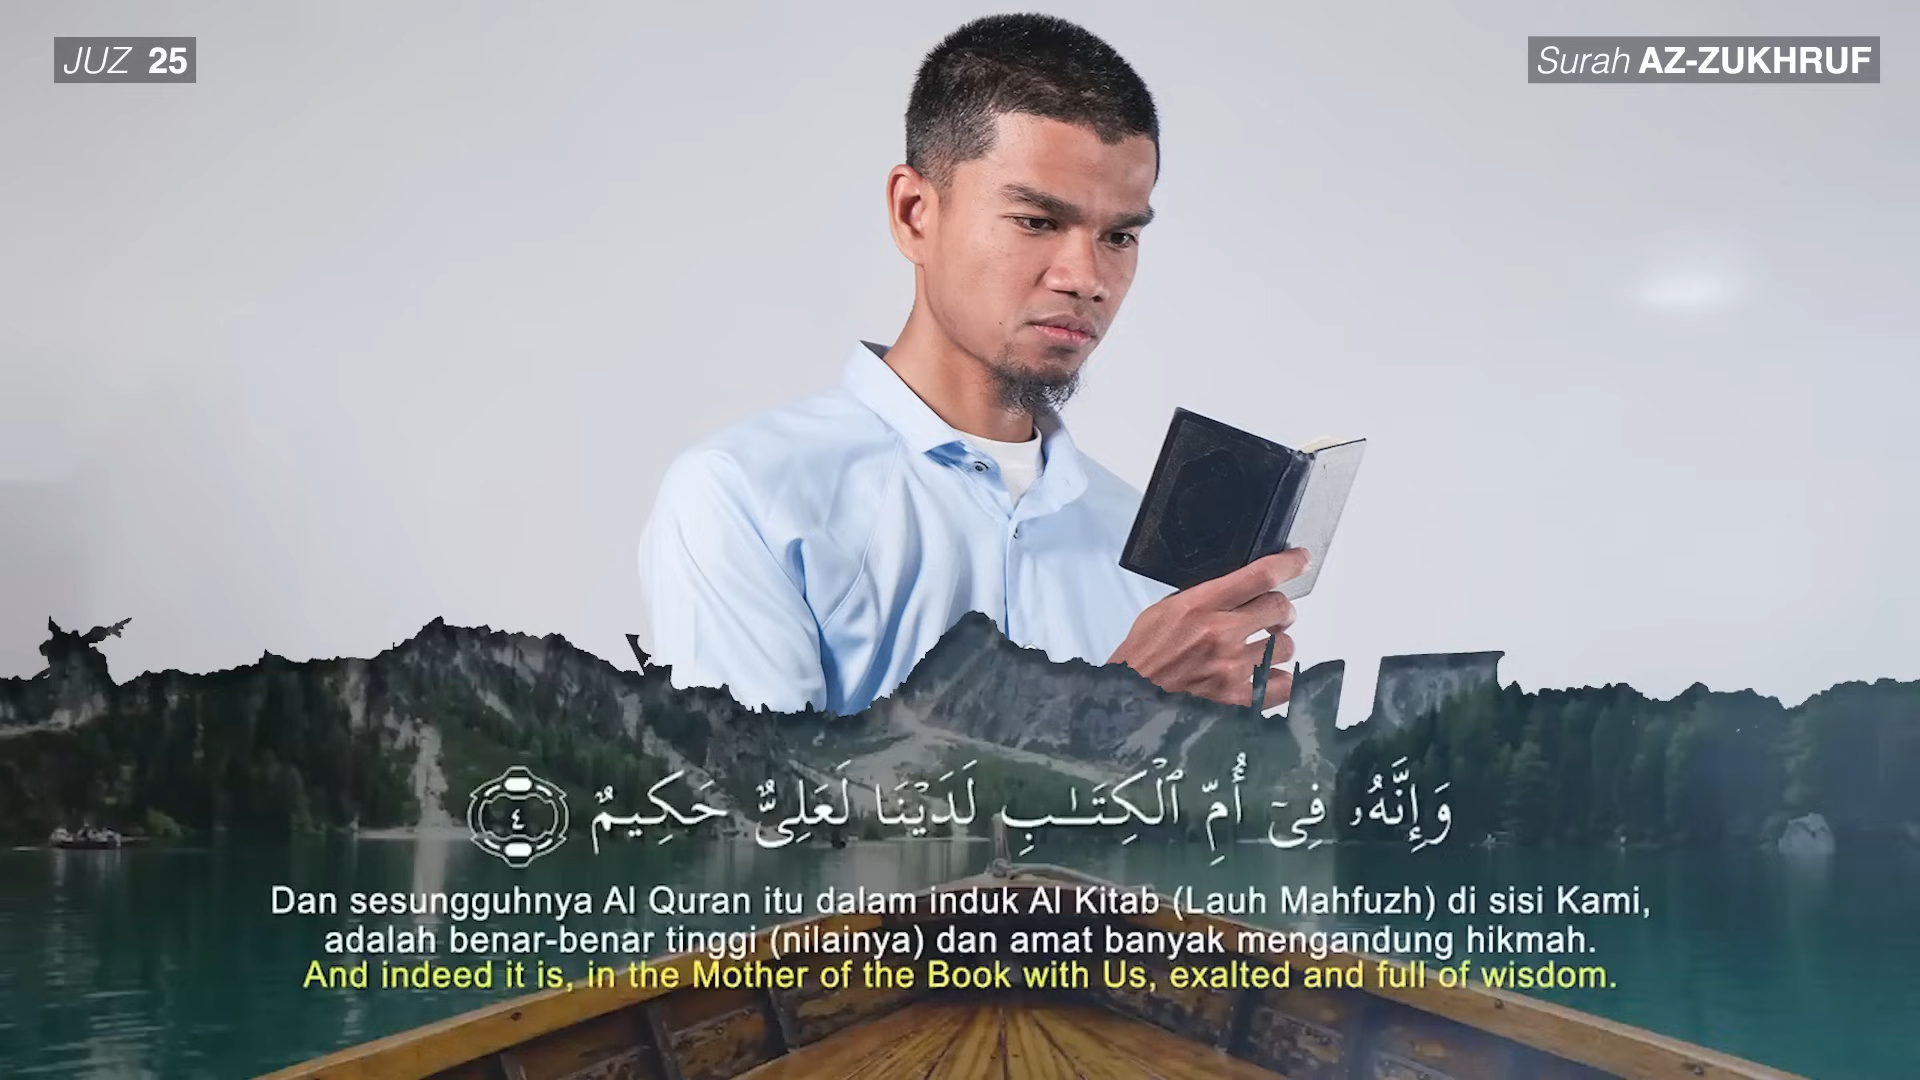 JUZ 25
Surah AZ-ZUKHRUF
وَإِنَّهُۥ فِىٓ أُمِّ ٱلْكِتَـٰبِ لَدَيْنَا لَعَلِىٌّ حَكِيمٌ ٤
Dan sesungguhnya Al Quran itu dalam induk Al Kitab (Lauh Mahfuzh) di sisi Kami,
adalah benar-benar tinggi (nilainya) dan amat banyak mengandung hikmah.
And indeed it is, in the Mother of the Book with Us, exalted and full of wisdom.